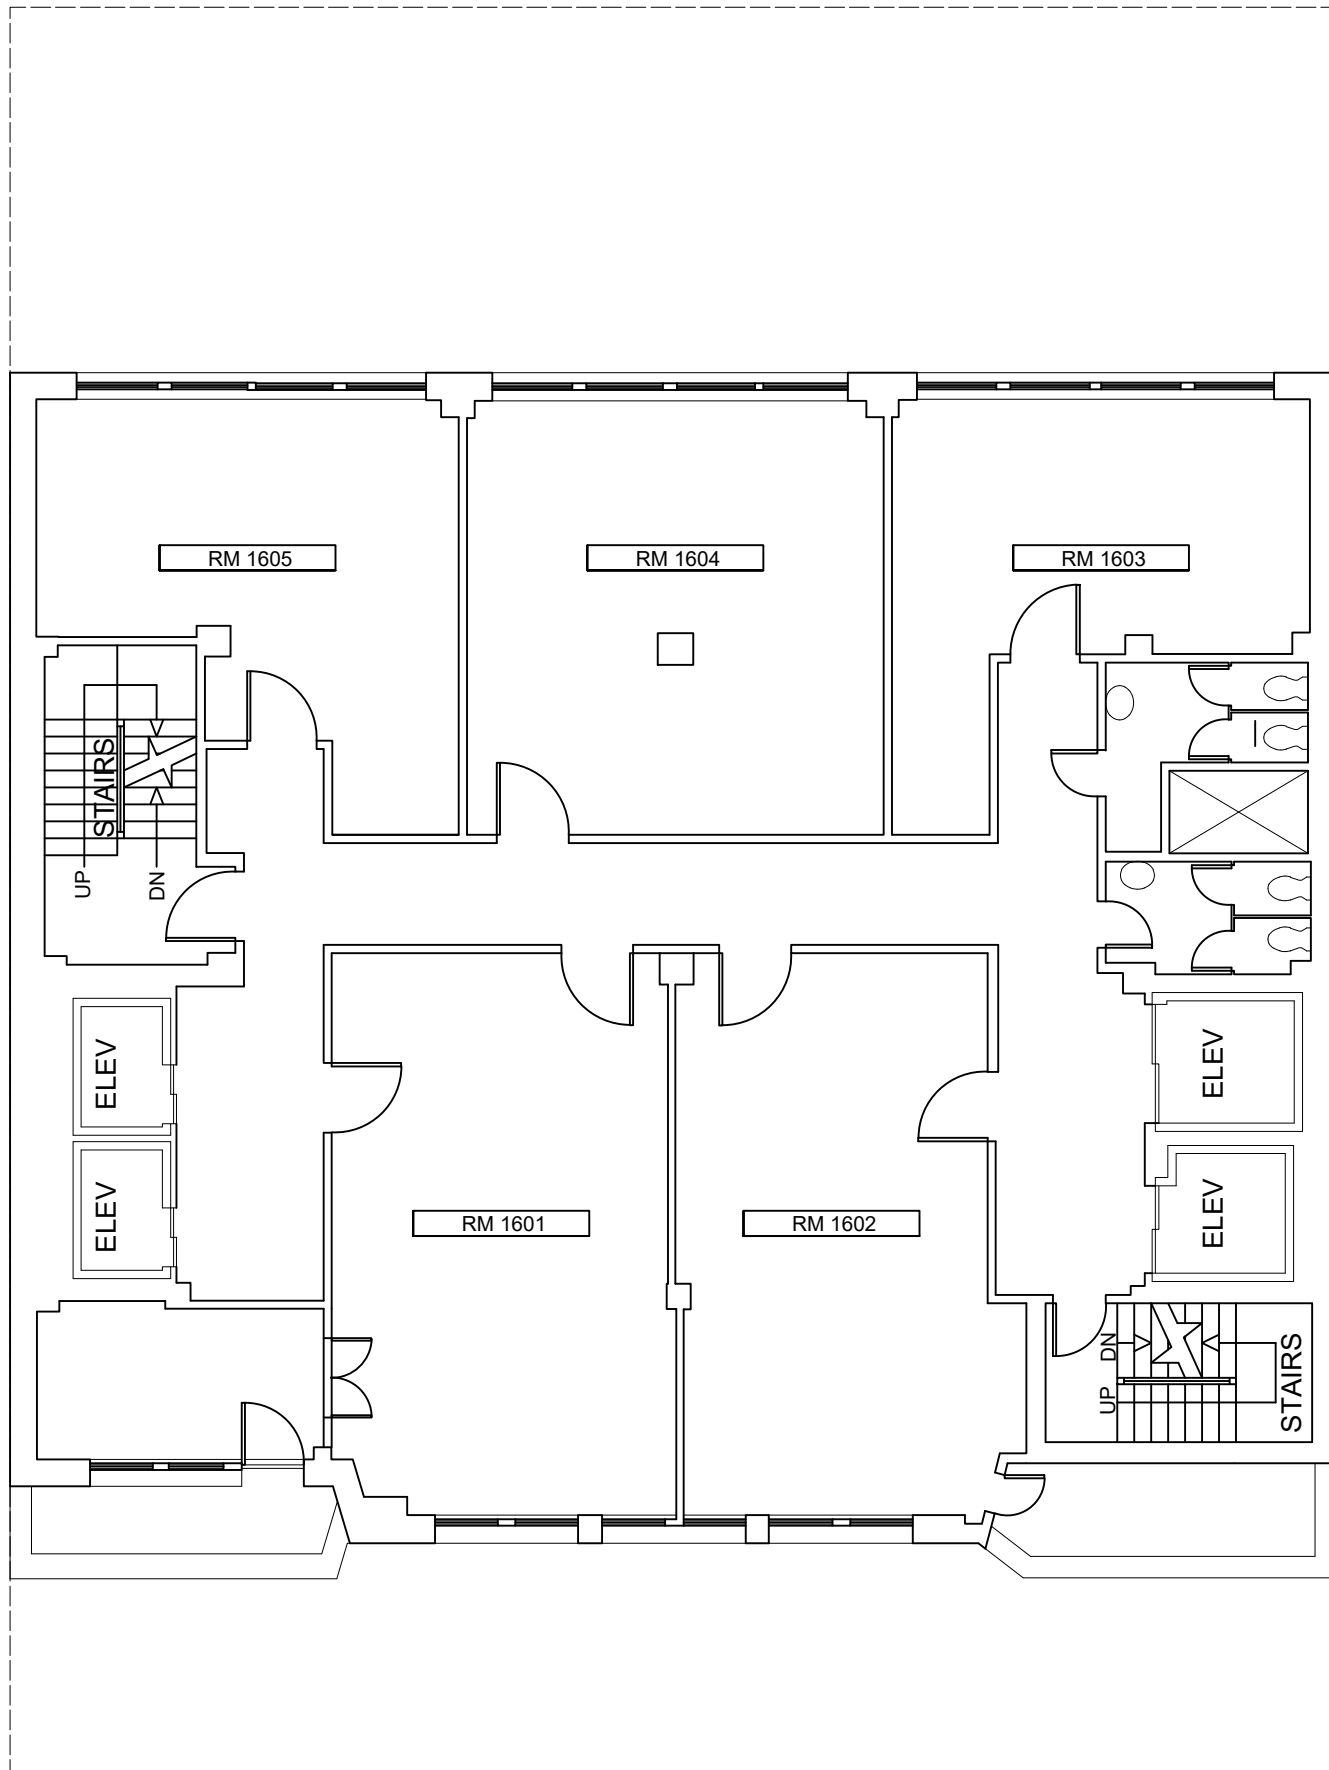 RM 1605
RM 1604
RM 1603
STAIRS
UP
DN
ELEV
ELEV
ELEV
ELEV
RM 1601
RM 1602
UP
DN
STAIRS